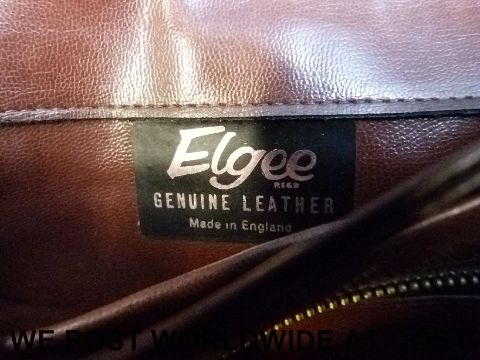 Elgee
REGD
GENUINE LEATHER
Made in England
WE POST WORLDWIDE AT COST